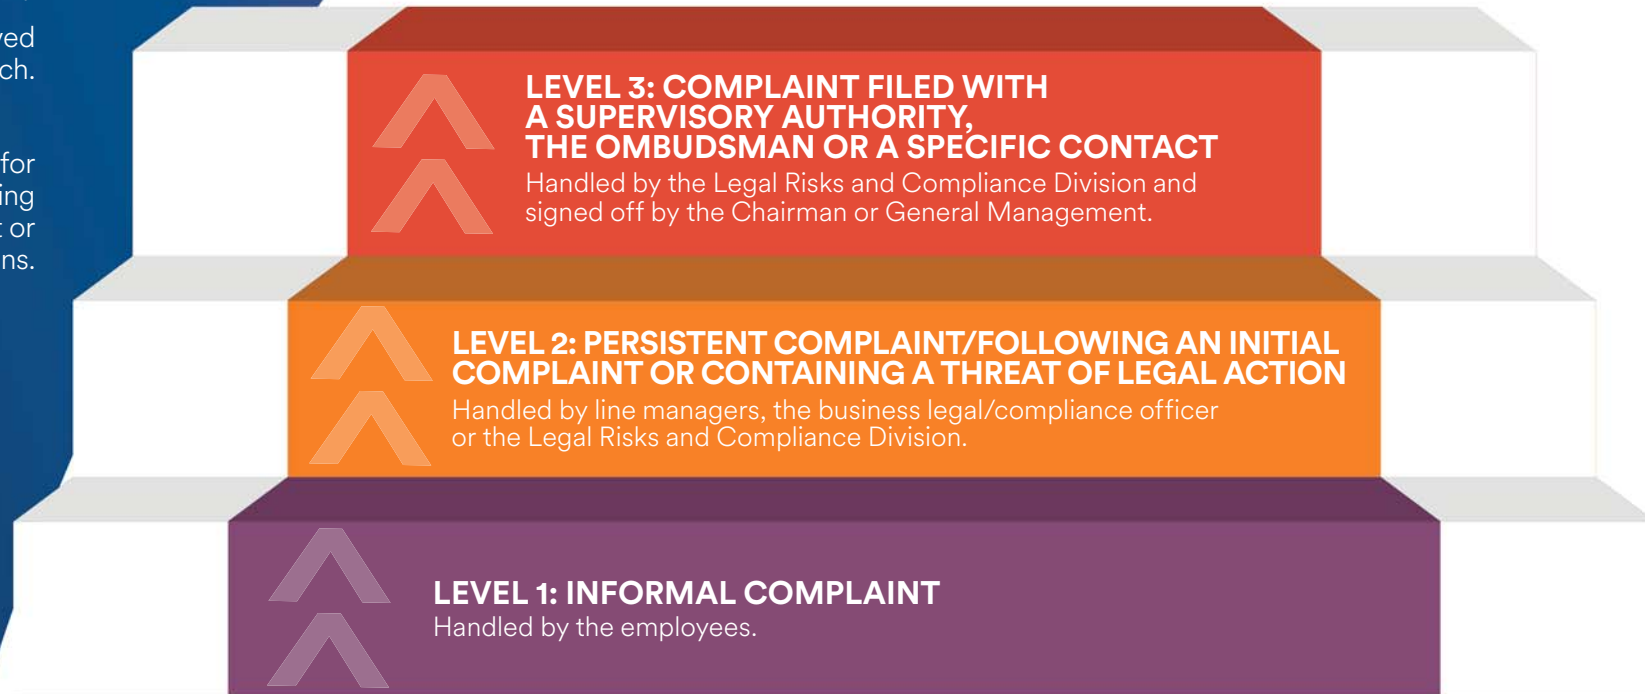 ch.
for
or
LEVEL 3: COMPLAINT FILED WITH
A SUPERVISORY AUTHORITY,
THE OMBUDSMAN OR A SPECIFIC CONTACT
Handled by the Legal Risks and Compliance Division and
signed off by the Chairman or General Management.
LEVEL 2: PERSISTENT COMPLAINT/FOLLOWING AN INITIAL
COMPLAINT OR CONTAINING A THREAT OF LEGAL ACTION
Handled by line managers, the business legal/compliance officer
or the Legal Risks and Compliance Division.
LEVEL 1: INFORMAL COMPLAINT
Handled by the employees.